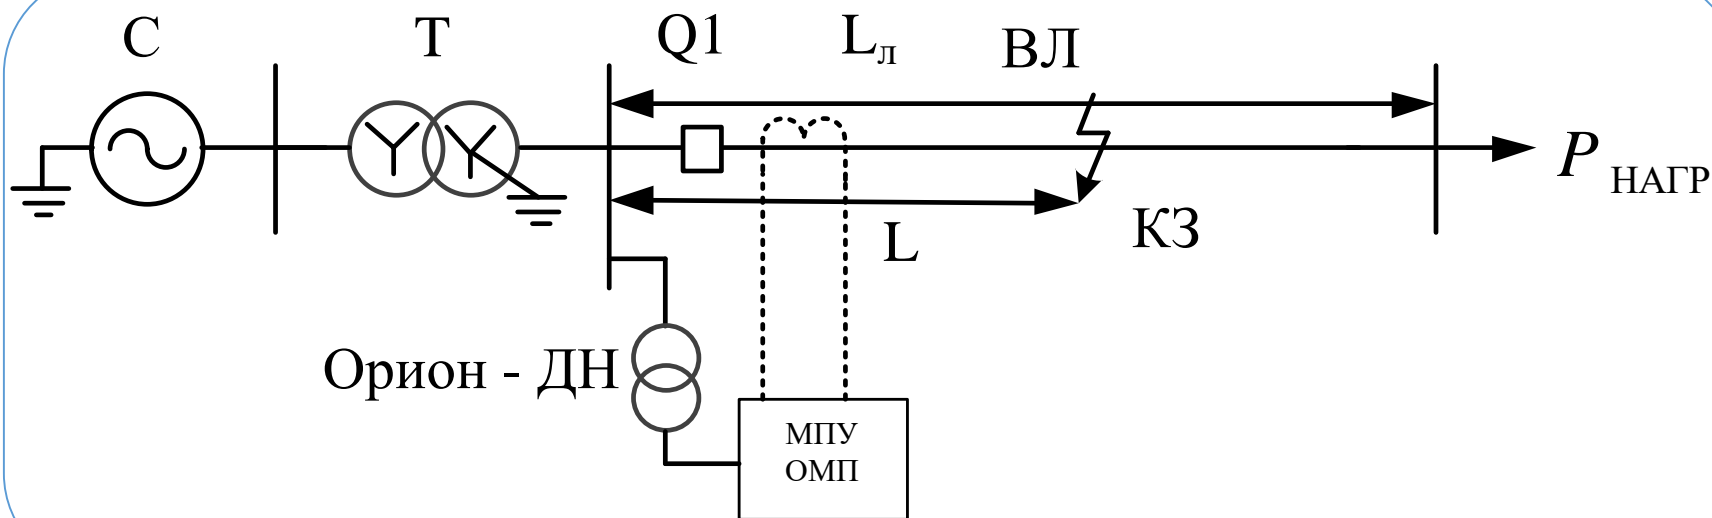 С
Т
Q1
Lл
ВЛ
P НАГР
КЗ
L
Орион - ДН
МПУ
ОМП